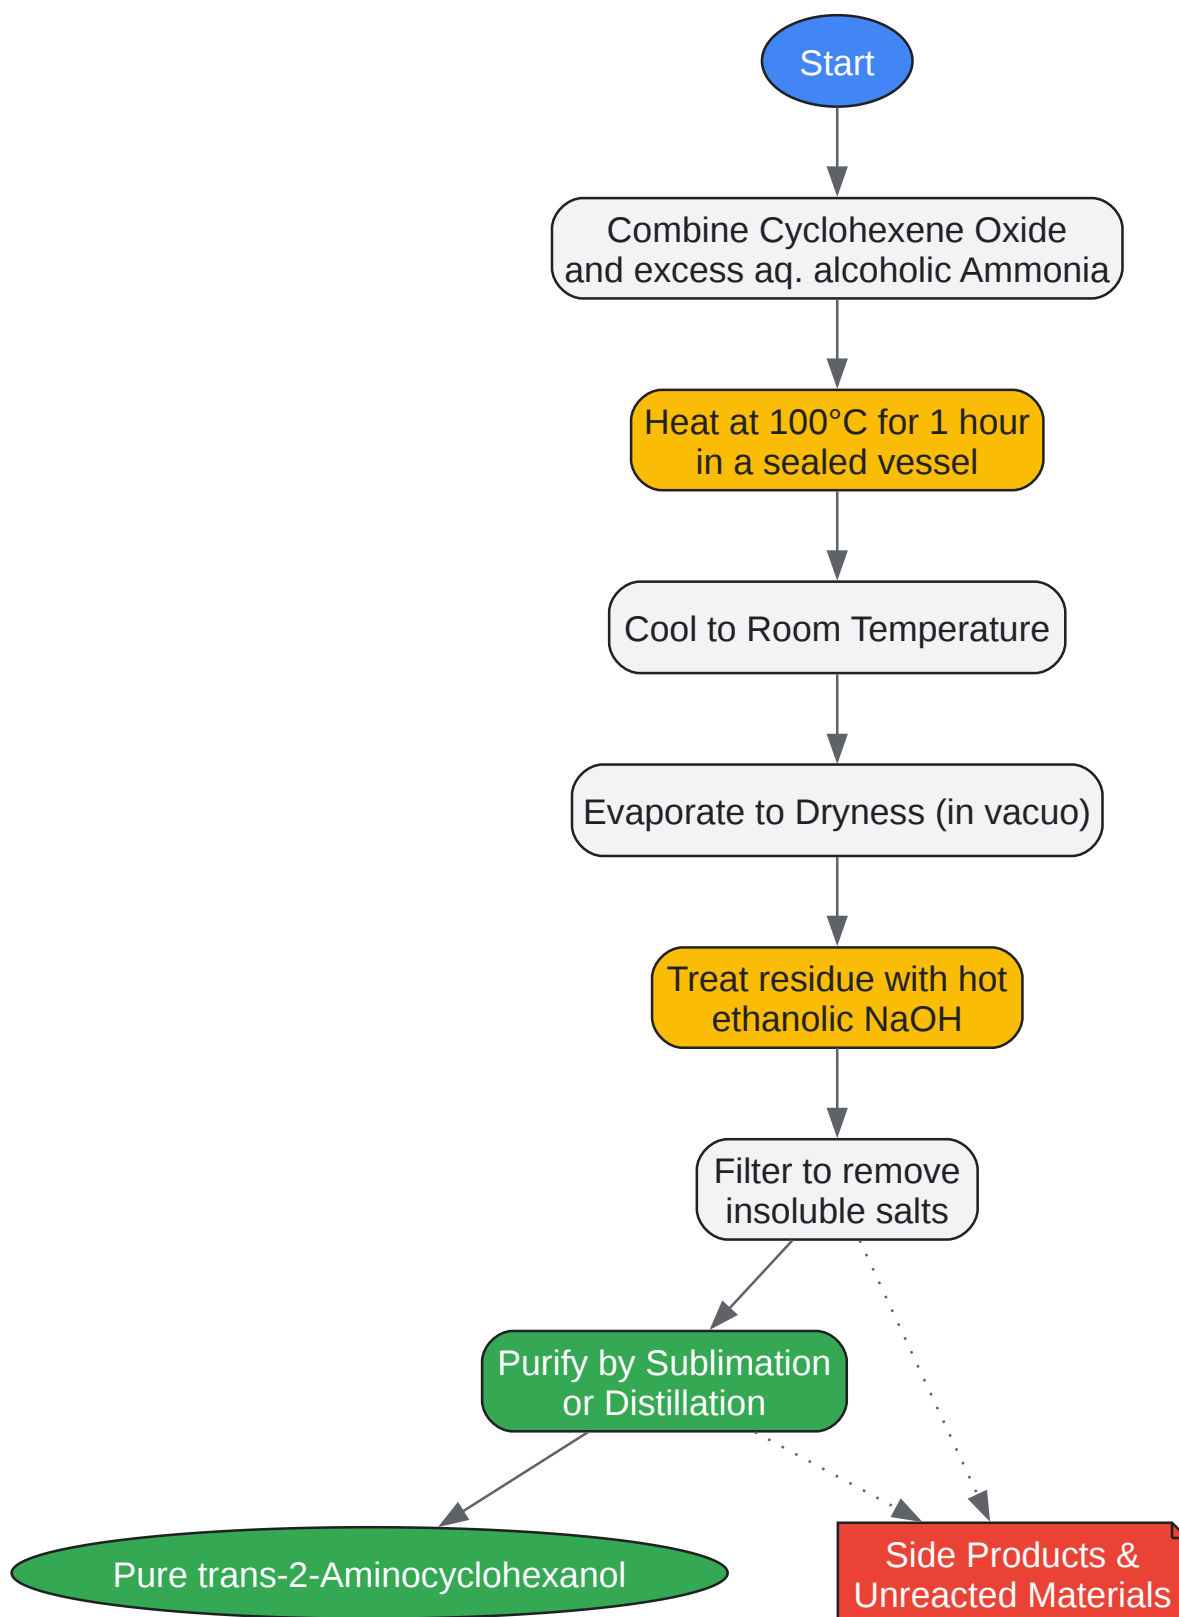 Start
Combine Cyclohexene Oxide
and excess aq. alcoholic Ammonia
Heat at 100°C for 1 hour
in a sealed vessel
Cool to Room Temperature
Evaporate to Dryness (in vacuo)
Treat residue with hot
ethanolic NaOH
Filter to remove
insoluble salts
Purify by Sublimation
or Distillation
Pure trans-2-Aminocyclohexanol
Side Products &
Unreacted Materials